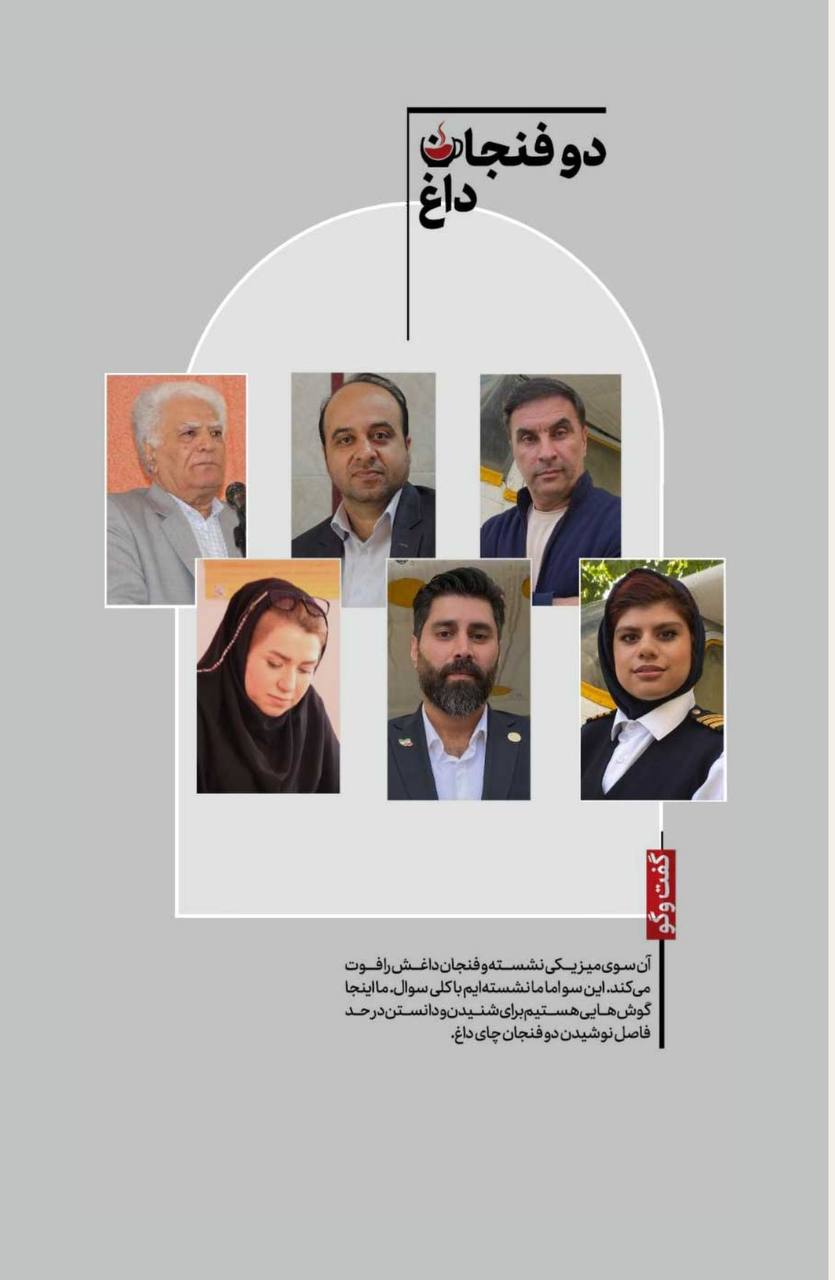 دو فنجان
داغ
گفت و گو
آن سوی میز یکی نشسته و فنجان داغش را فوت
می‌کند. این سو اما ما نشسته‌ایم با کلی سوال. ما اینجا
گوش‌هایی هستیم برای شنیدن و دانستن در حد
فاصل نوشیدن دو فنجان چای داغ.